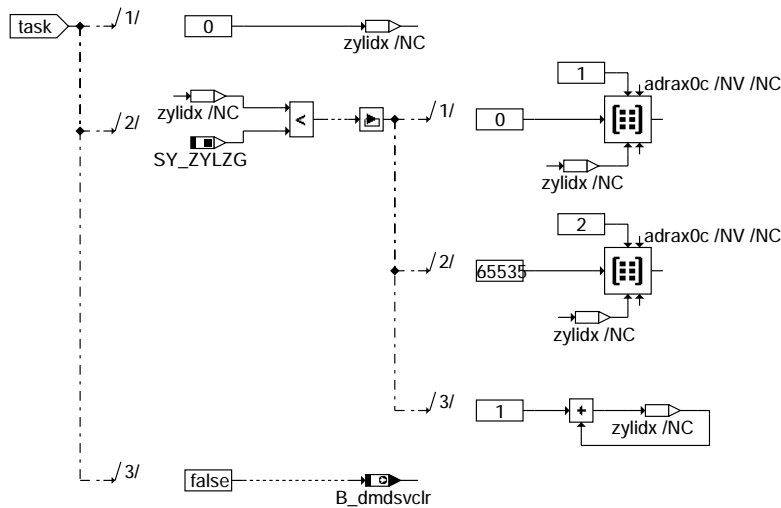 task
1/
0
zylidx /NC
1
adrax0c /NV /NC
2/
zylidx /NC
<
1/
0
SY_ZYLZG
zylidx /NC
2
adrax0c /NV /NC
2/
65535
zylidx /NC
3/
1
+
zylidx /NC
3/
false
B_dmdsvclr